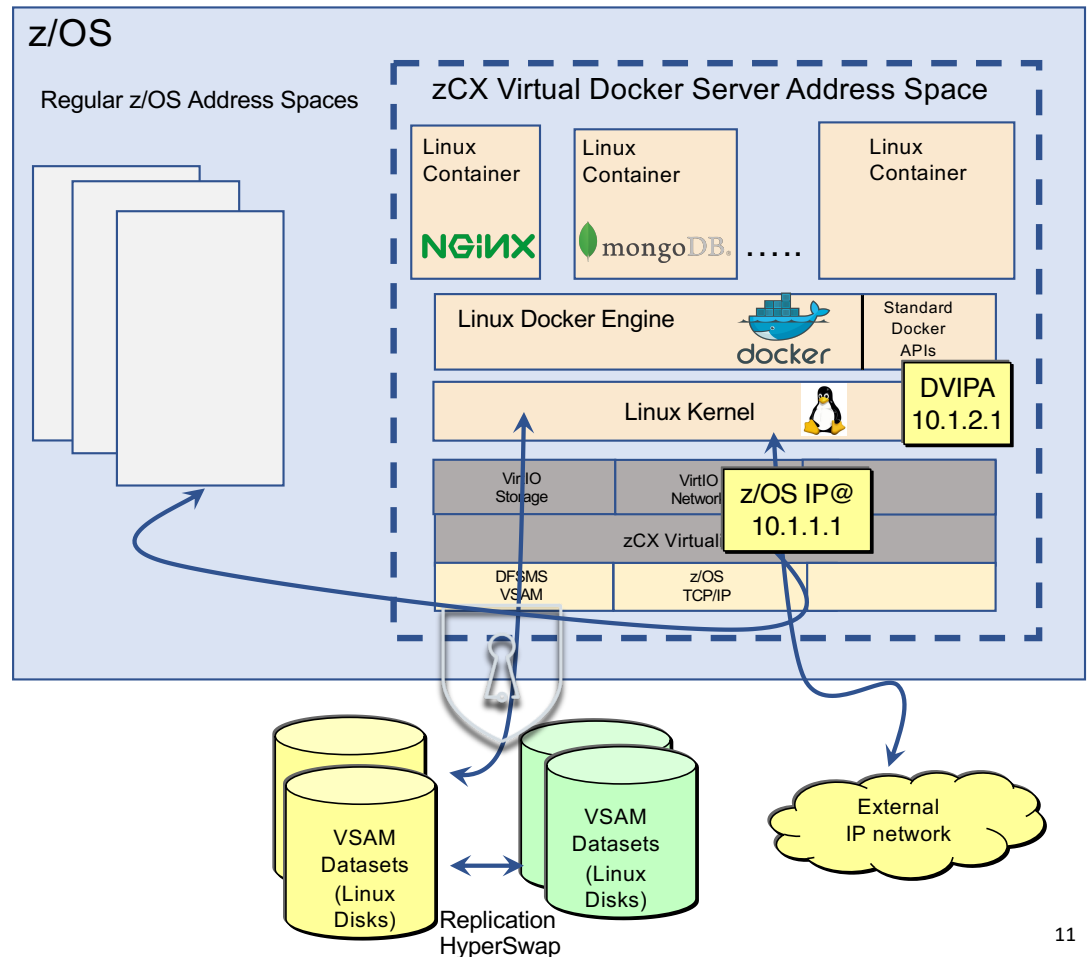 z/OS
Regular z/OS Address Spaces
zCX Virtual Docker Server Address Space
Linux
Container
NGiNX
Linux
Container
mongoDB.
.....
Linux
Container
Linux Docker Engine
docker
Standard
Docker
APIs
Linux Kernel
DVIPA
10.1.2.1
VirtIO
Storage
VirtIO
Network
z/OS IP@
10.1.1.1
zCX Virtuali
DFSMS
VSAM
z/OS
TCP/IP
VSAM
Datasets
(Linux
Disks)
VSAM
Datasets
(Linux
Disks)
Replication
HyperSwap
External
IP network
11